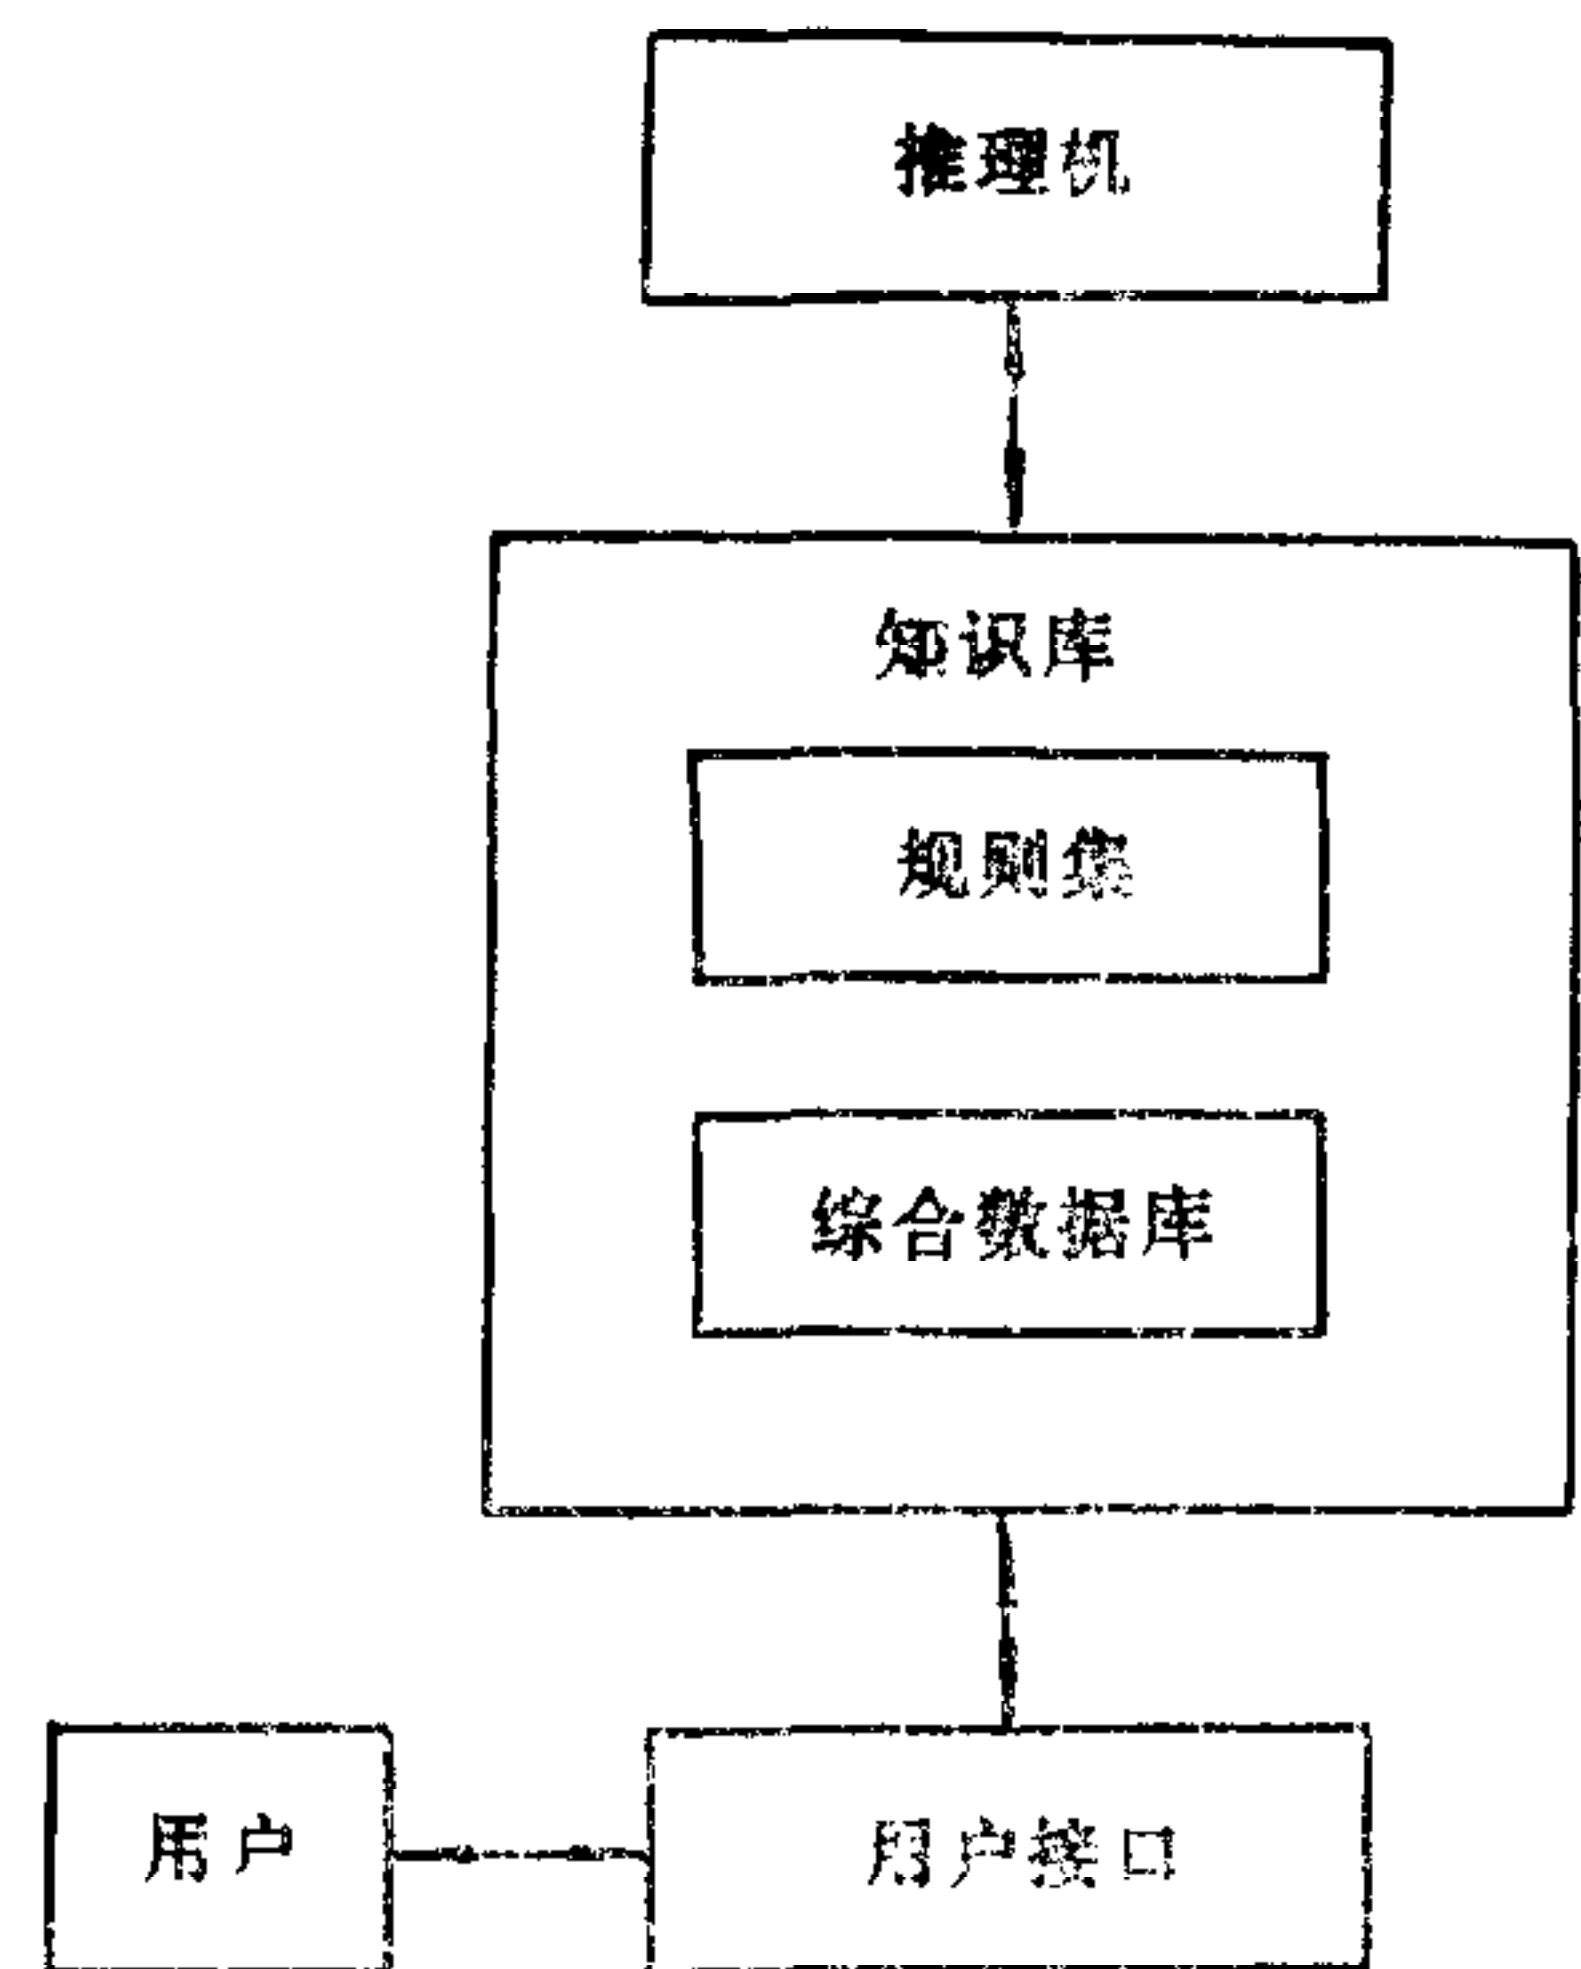 推理机
知识库
规则集
综合数据库
用户
用户接口